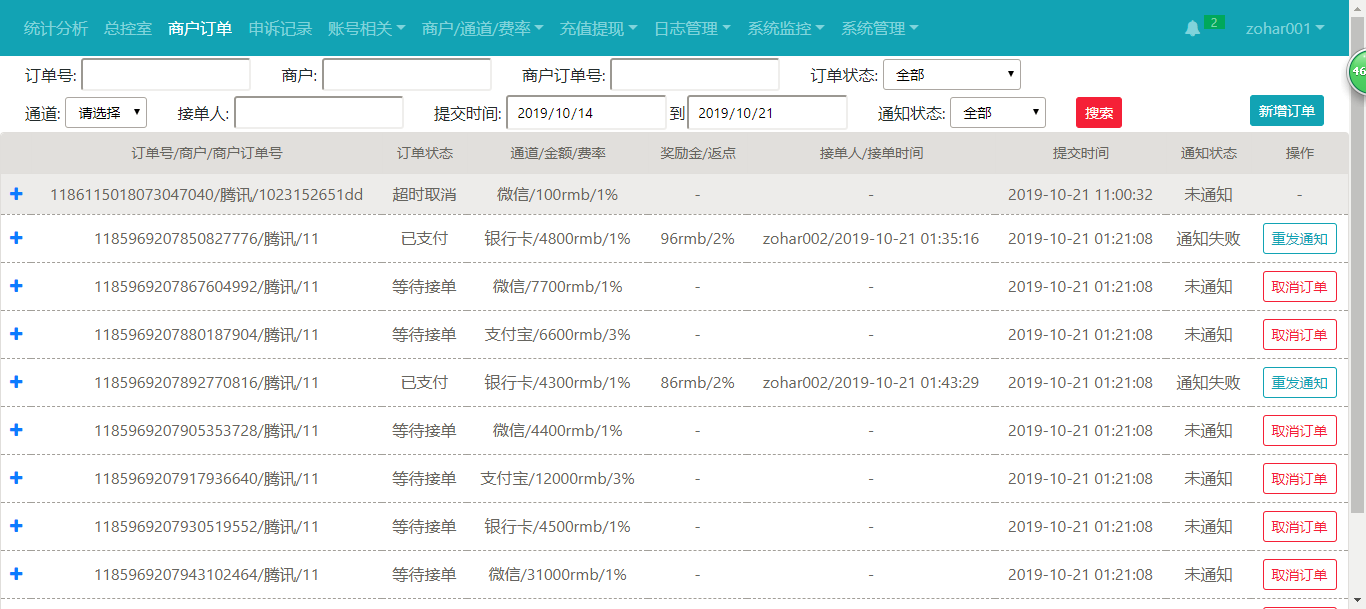 统计分析 总控室 商户订单 申诉记录 账号相关 商户/通道/费率 充值提现 日志管理 系统监控 系统管理 2 zohar001
订单号: 商户: 商户订单号: 订单状态: 全部
46
通道: 请选择 接单人: 提交时间: 2019/10/14 到 2019/10/21 通知状态: 全部 搜索 新增订单
订单号/商户/商户订单号 订单状态 通道/金额/费率 奖励金/返点 接单人/接单时间 提交时间 通知状态 操作
1186115018073047040/腾讯/1023152651dd 超时取消 微信/100rmb/1% - - 2019-10-21 11:00:32 未通知 -
1185969207850827776/腾讯/11 已支付 银行卡/4800rmb/1% 96rmb/2% zohar002/2019-10-21 01:35:16 2019-10-21 01:21:08 通知失败 重发通知
1185969207867604992/腾讯/11 等待接单 微信/7700rmb/1% - - 2019-10-21 01:21:08 未通知 取消订单
1185969207880187904/腾讯/11 等待接单 支付宝/6600rmb/3% - - 2019-10-21 01:21:08 未通知 取消订单
1185969207892770816/腾讯/11 已支付 银行卡/4300rmb/1% 86rmb/2% zohar002/2019-10-21 01:43:29 2019-10-21 01:21:08 通知失败 重发通知
1185969207905353728/腾讯/11 等待接单 微信/4400rmb/1% - - 2019-10-21 01:21:08 未通知 取消订单
1185969207917936640/腾讯/11 等待接单 支付宝/12000rmb/3% - - 2019-10-21 01:21:08 未通知 取消订单
1185969207930519552/腾讯/11 等待接单 银行卡/4500rmb/1% - - 2019-10-21 01:21:08 未通知 取消订单
1185969207943102464/腾讯/11 等待接单 微信/31000rmb/1% - - 2019-10-21 01:21:08 未通知 取消订单